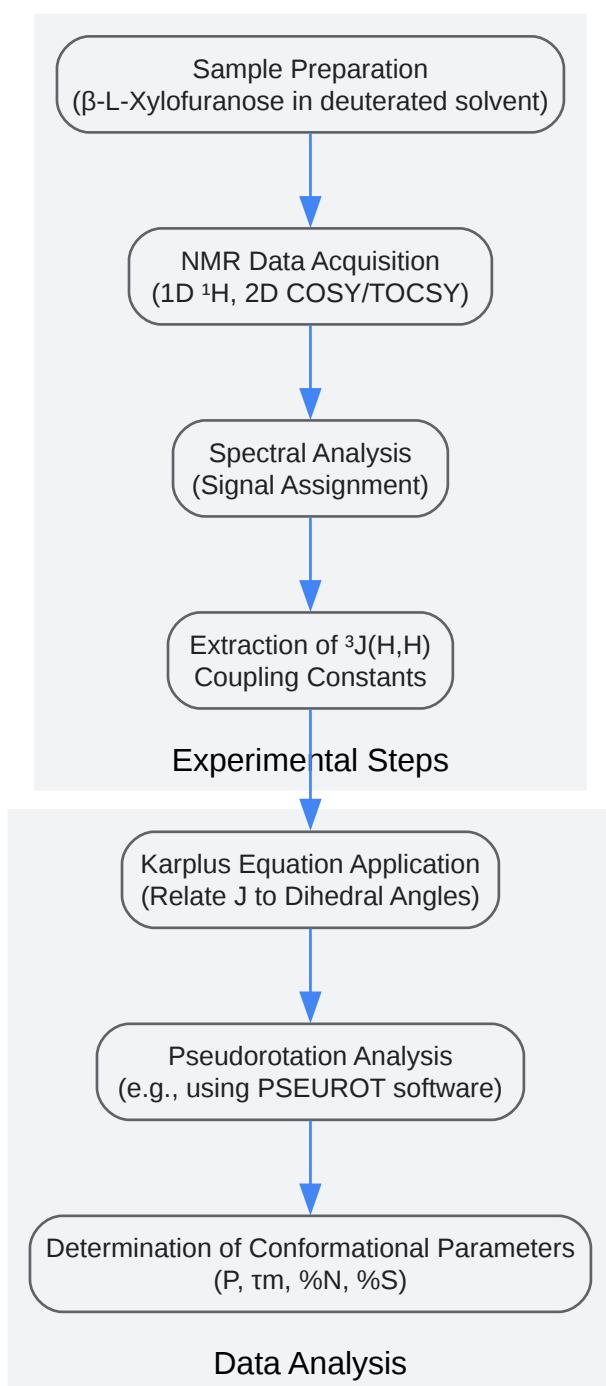 Sample Preparation
(β-L-Xylofuranose in deuterated solvent)
NMR Data Acquisition
(1D ¹H, 2D COSY/TOCSY)
Spectral Analysis
(Signal Assignment)
Extraction of ³J(H,H)
Coupling Constants
Experimental Steps
Karplus Equation Application
(Relate J to Dihedral Angles)
Pseudorotation Analysis
(e.g., using PSEUROT software)
Determination of Conformational Parameters
(P, τm, %N, %S)
Data Analysis